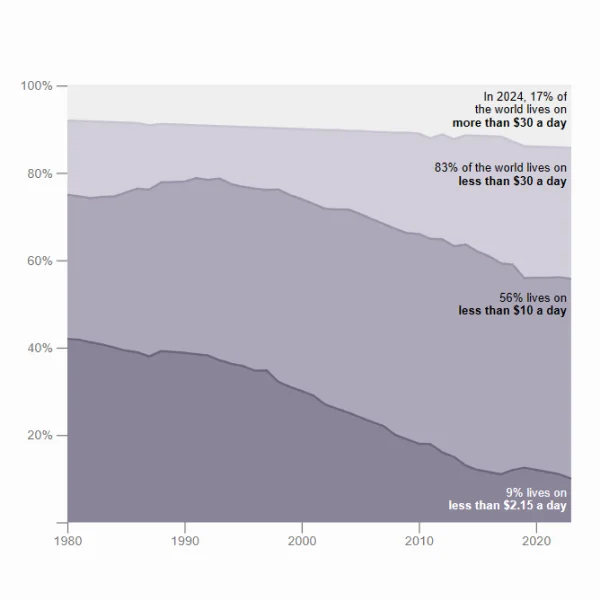 100%
In 2024, 17% of
the world lives on
more than $30 a day
83% of the world lives on
less than $30 a day
80%
60%
56% lives on
less than $10 a day
40%
20%
9% lives on
less than $2.15 a day
1980 1990 2000 2010 2020